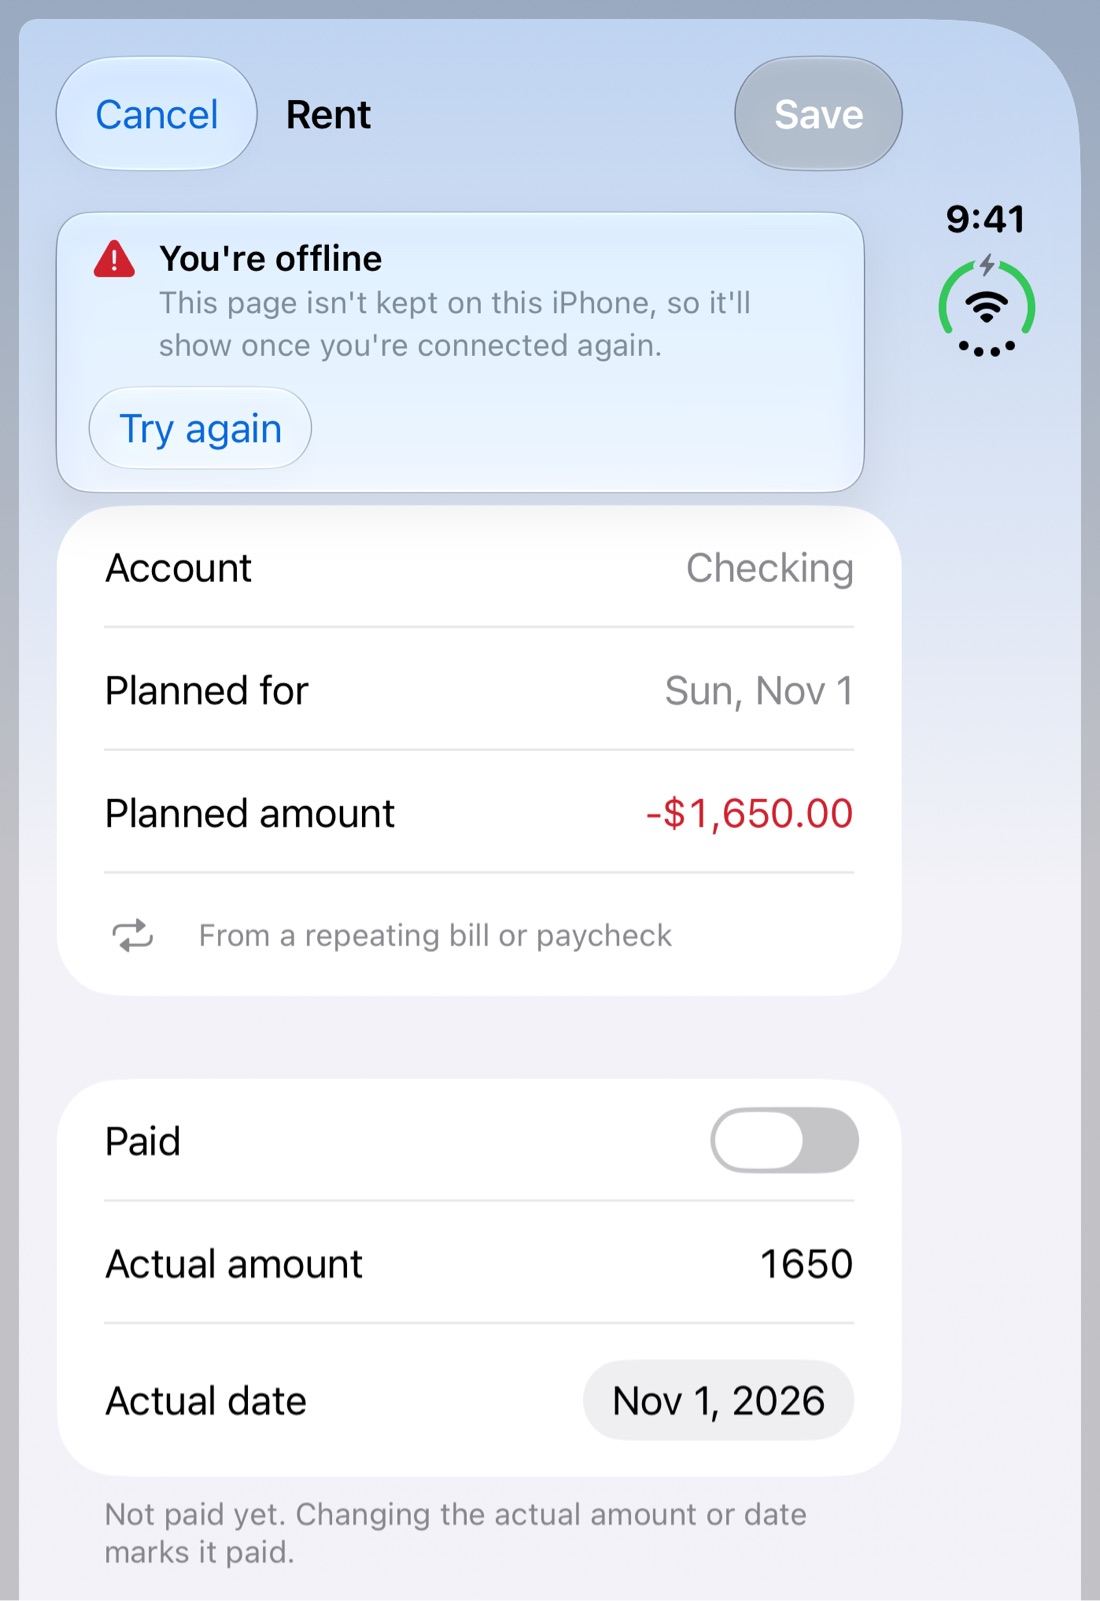 Cancel
Rent
Save
9:41
You're offline
This page isn't kept on this iPhone, so it'll
show once you're connected again.
Try again
Account
Checking
Planned for
Sun, Nov 1
Planned amount
-$1,650.00
From a repeating bill or paycheck
Paid
Actual amount
1650
Actual date
Nov 1, 2026
Not paid yet. Changing the actual amount or date
marks it paid.